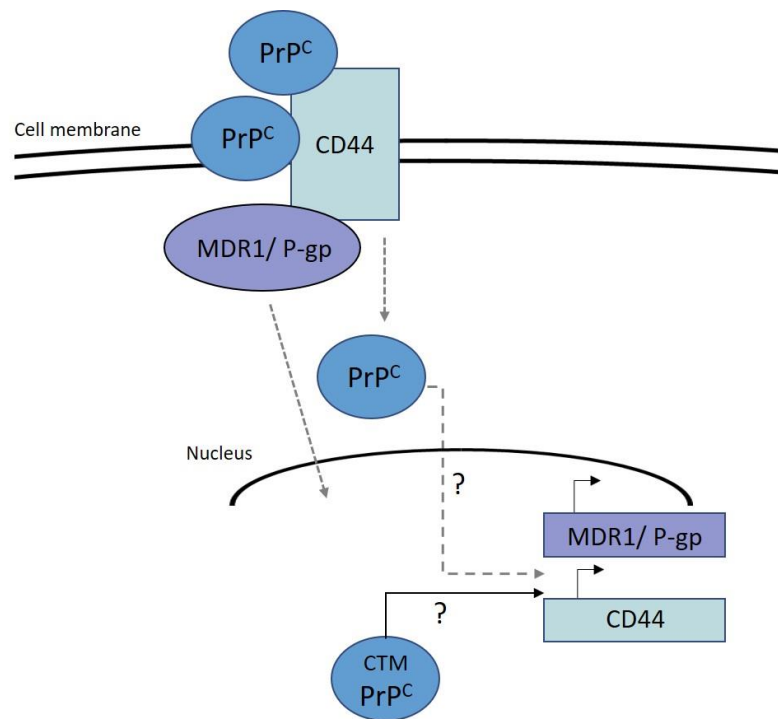 PrPᶜ
Cell membrane
PrPᶜ
CD44
MDR1/ P-gp
PrPᶜ
Nucleus
?
MDR1/ P-gp
?
CD44
CTM
PrPᶜ